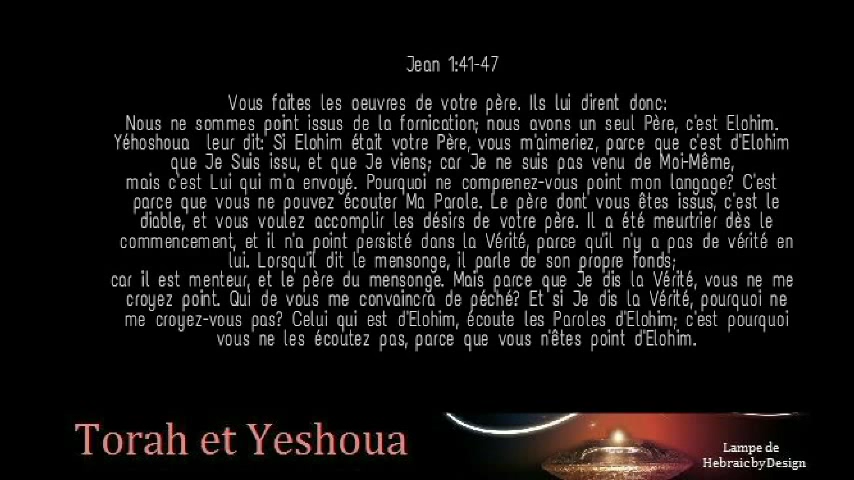 Jean 1:41-47
Vous faites les oeuvres de votre père. Ils lui dirent donc:
Nous ne sommes point issus de la fornication; nous avons un seul Père, c'est Elohim.
Yéhoshoua leur dit: Si Elohim était votre Père, vous m'aimeriez, parce que c'est d'Elohim
que Je Suis issu, et que Je viens; car Je ne suis pas venu de Moi-Même,
mais c'est Lui qui m'a envoyé. Pourquoi ne comprenez-vous point mon langage? C'est
parce que vous ne pouvez écouter Ma Parole. Le père dont vous êtes issus, c'est le
diable, et vous voulez accomplir les désirs de votre père. Il a été meurtrier dès le
commencement, et il n'a point persisté dans la Vérité, parce qu'il n'y a pas de vérité en
lui. Lorsqu'il dit le mensonge, il parle de son propre fonds;
car il est menteur, et le père du mensonge. Mais parce que Je dis la Vérité, vous ne me
croyez point. Qui de vous me convaincra de péché? Et si Je dis la Vérité, pourquoi ne
me croyez-vous pas? Celui qui est d'Elohim, écoute les Paroles d'Elohim; c'est pourquoi
vous ne les écoutez pas, parce que vous n'êtes point d'Elohim.
Torah et Yeshoua
Lampe de
HebraicbyDesign